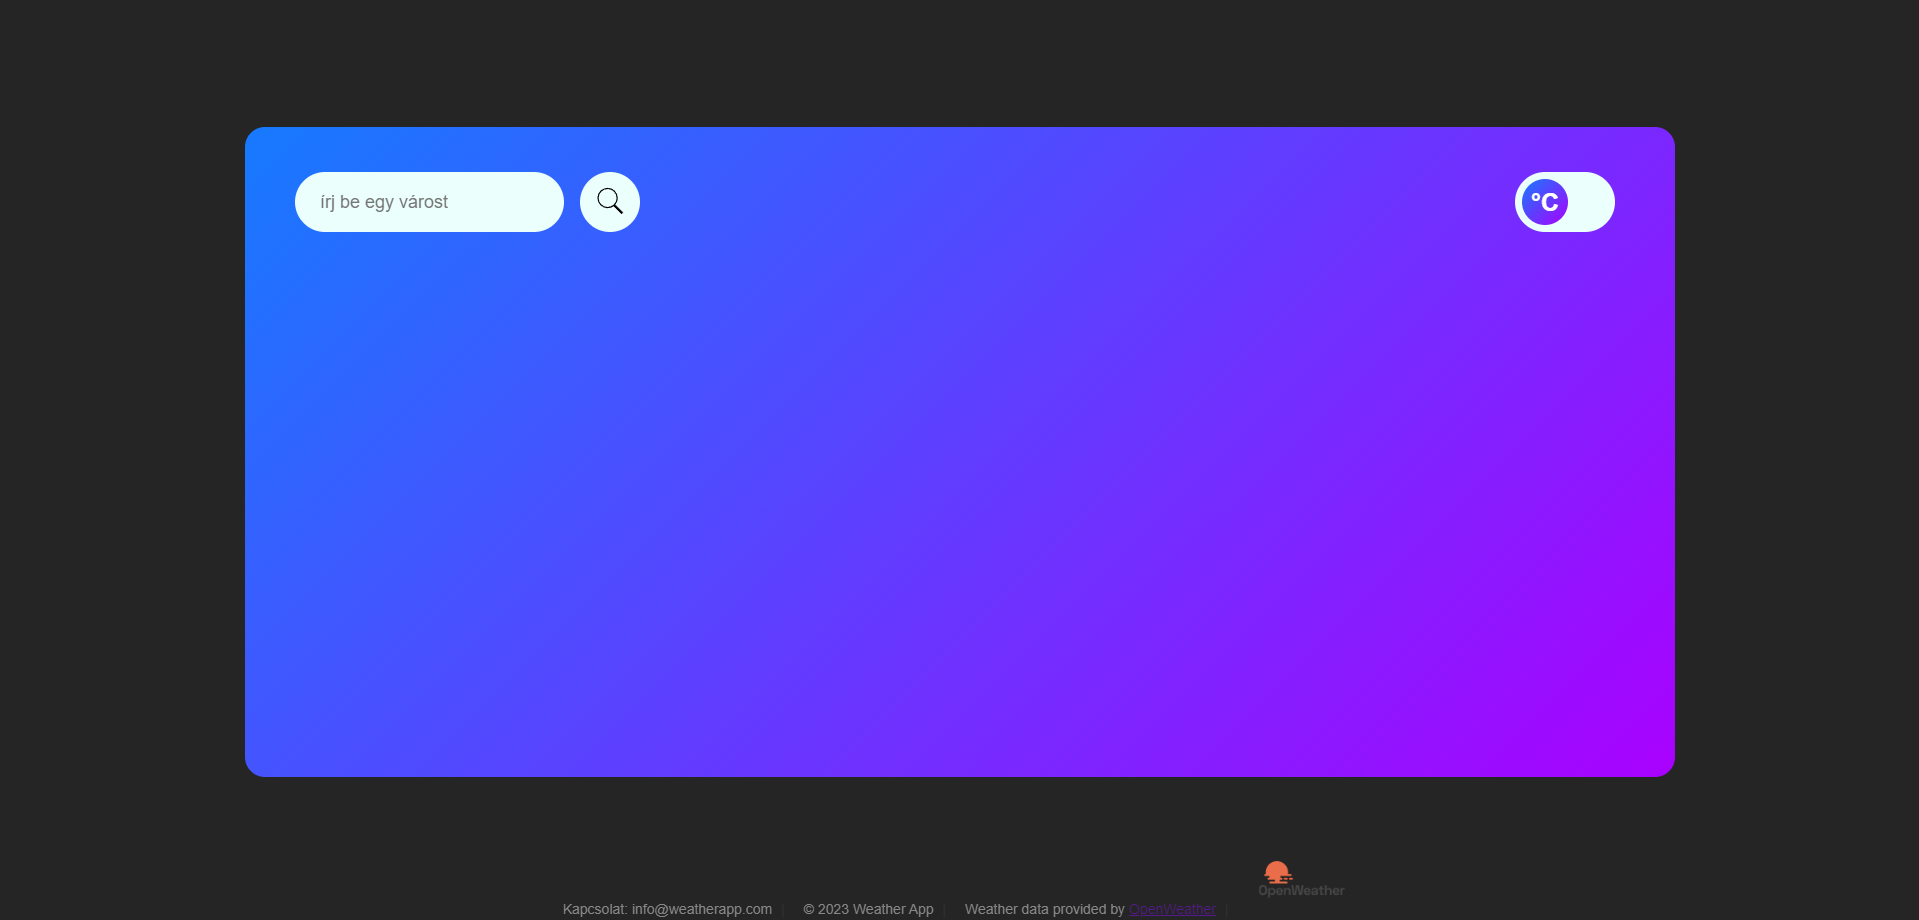 írj be egy várost
°C
OpenWeather
Kapcsolat: info@weatherapp.com | © 2023 Weather App | Weather data provided by OpenWeather |